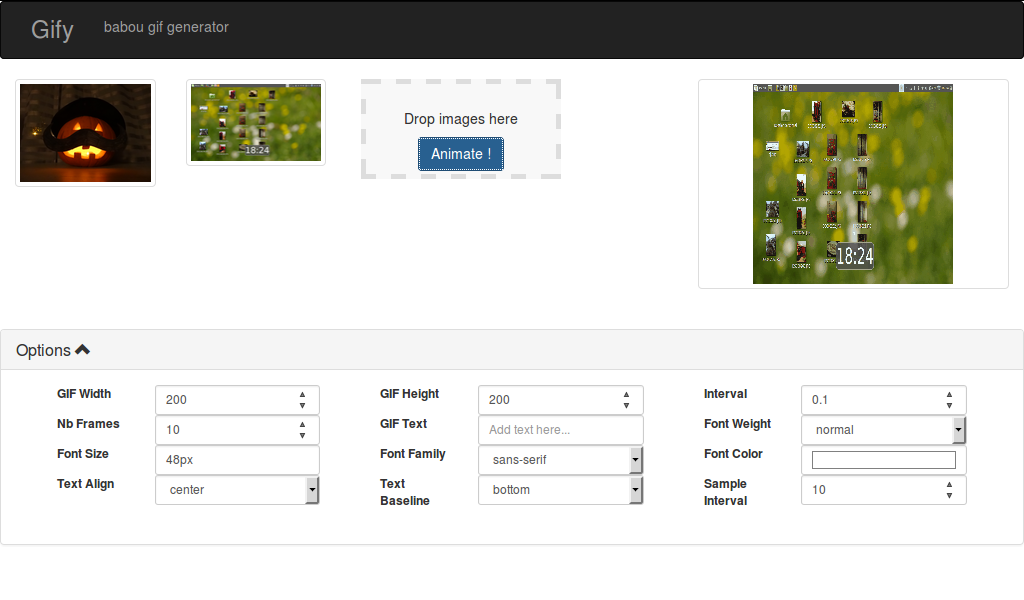 Gify babou gif generator
18:24
Drop images here
Animate !
18:24
Options
GIF Width 200 GIF Height 200 Interval 0.1
Nb Frames 10 GIF Text Add text here... Font Weight normal
Font Size 48px Font Family sans-serif Font Color
Text Align center Text Baseline bottom Sample Interval 10